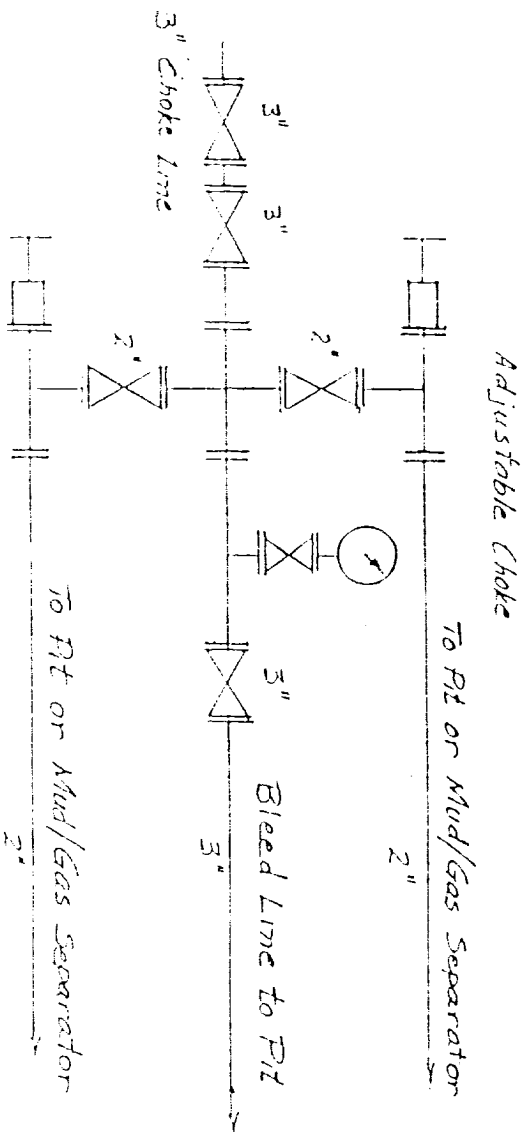 Adjustable Choke
To Pit or Mud/Gas Separator
2"
2"
3"
3"
3" Choke Line
3"
Bleed Line to Pit
3"
2"
To Pit or Mud/Gas Separator
2"